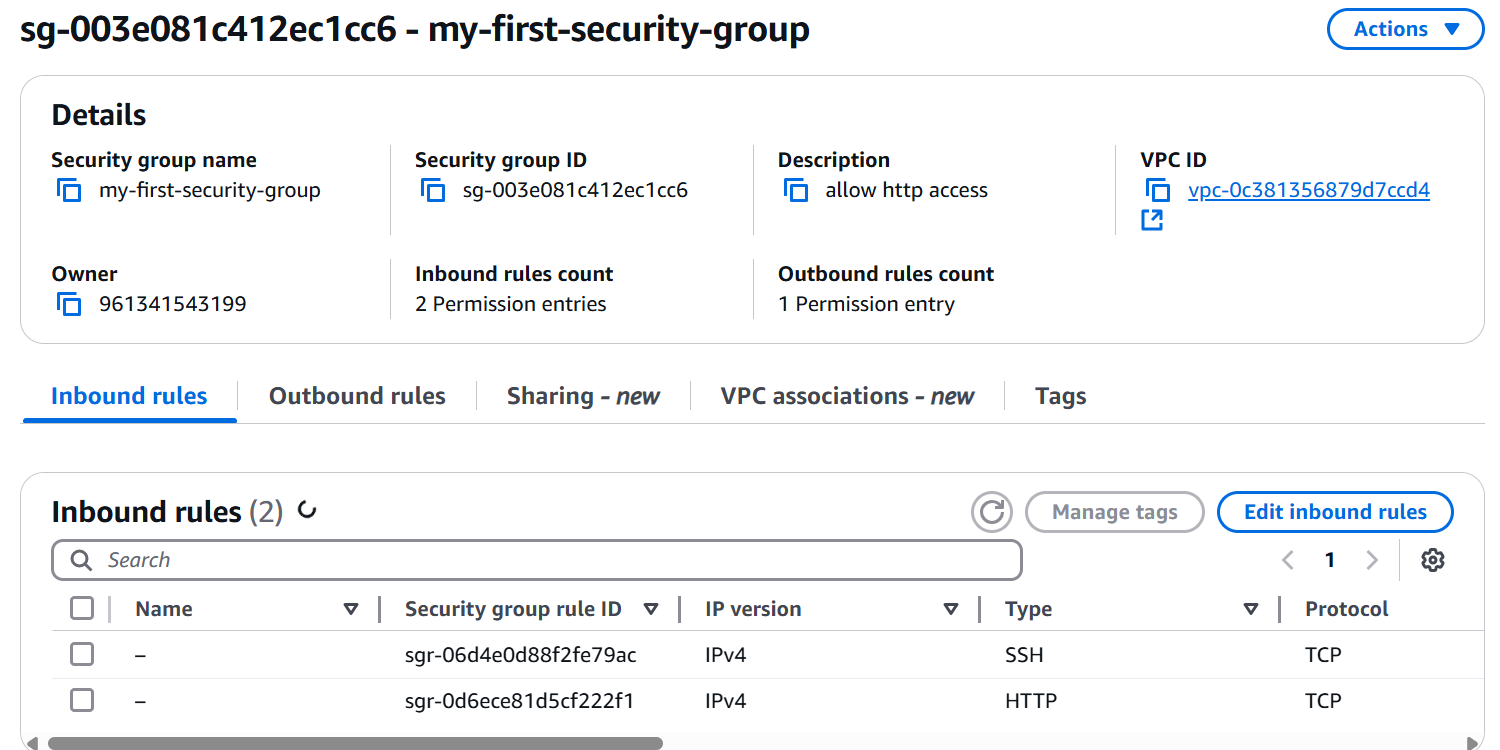 sg-003e081c412ec1cc6 - my-first-security-group
Actions
Details
Security group name
my-first-security-group
Security group ID
sg-003e081c412ec1cc6
Description
allow http access
VPC ID
vpc-0c381356879d7ccd4
Owner
961341543199
Inbound rules count
2 Permission entries
Outbound rules count
1 Permission entry
Inbound rules Outbound rules Sharing - new VPC associations - new Tags
Inbound rules (2) Manage tags Edit inbound rules
Search 1
Name Security group rule ID IP version Type Protocol
– sgr-06d4e0d88f2fe79ac IPv4 SSH TCP
– sgr-0d6ece81d5cf222f1 IPv4 HTTP TCP